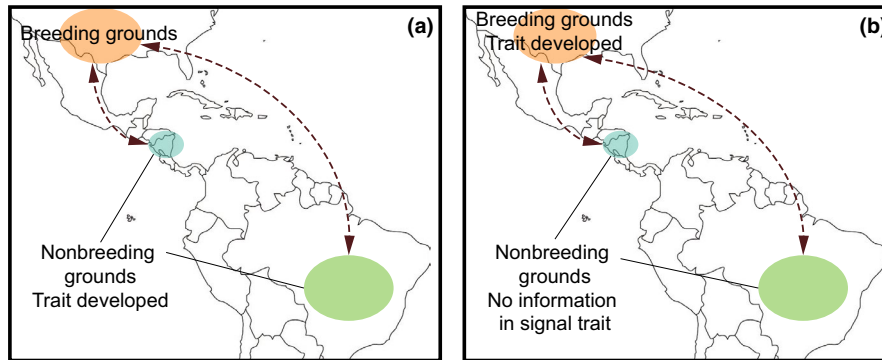 (a)
Breeding grounds
Nonbreeding
grounds
Trait developed
(b)
Breeding grounds
Trait developed
Nonbreeding
grounds
No information
in signal trait